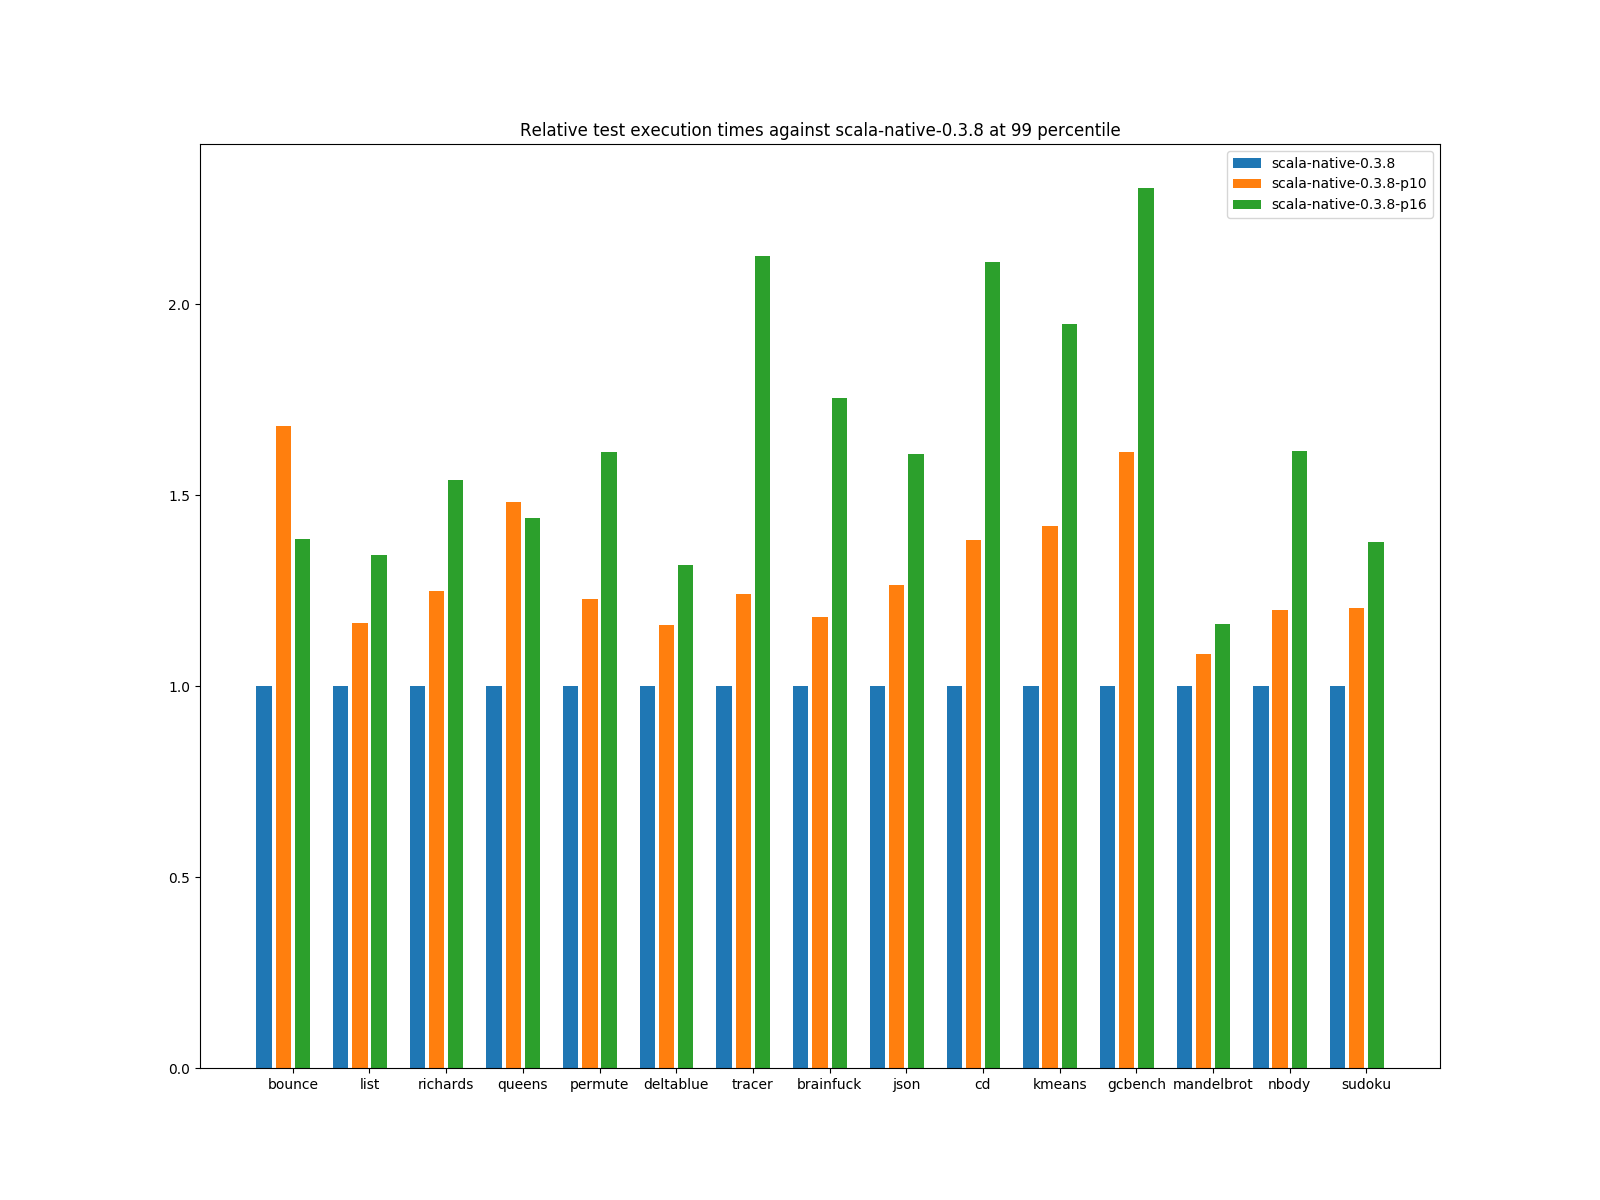 Relative test execution times against scala-native-0.3.8 at 99 percentile
scala-native-0.3.8
scala-native-0.3.8-p10
scala-native-0.3.8-p16
2.0
1.5
1.0
0.5
0.0
bounce list richards queens permute deltablue tracer brainfuck json cd kmeans gcbench mandelbrot nbody sudoku